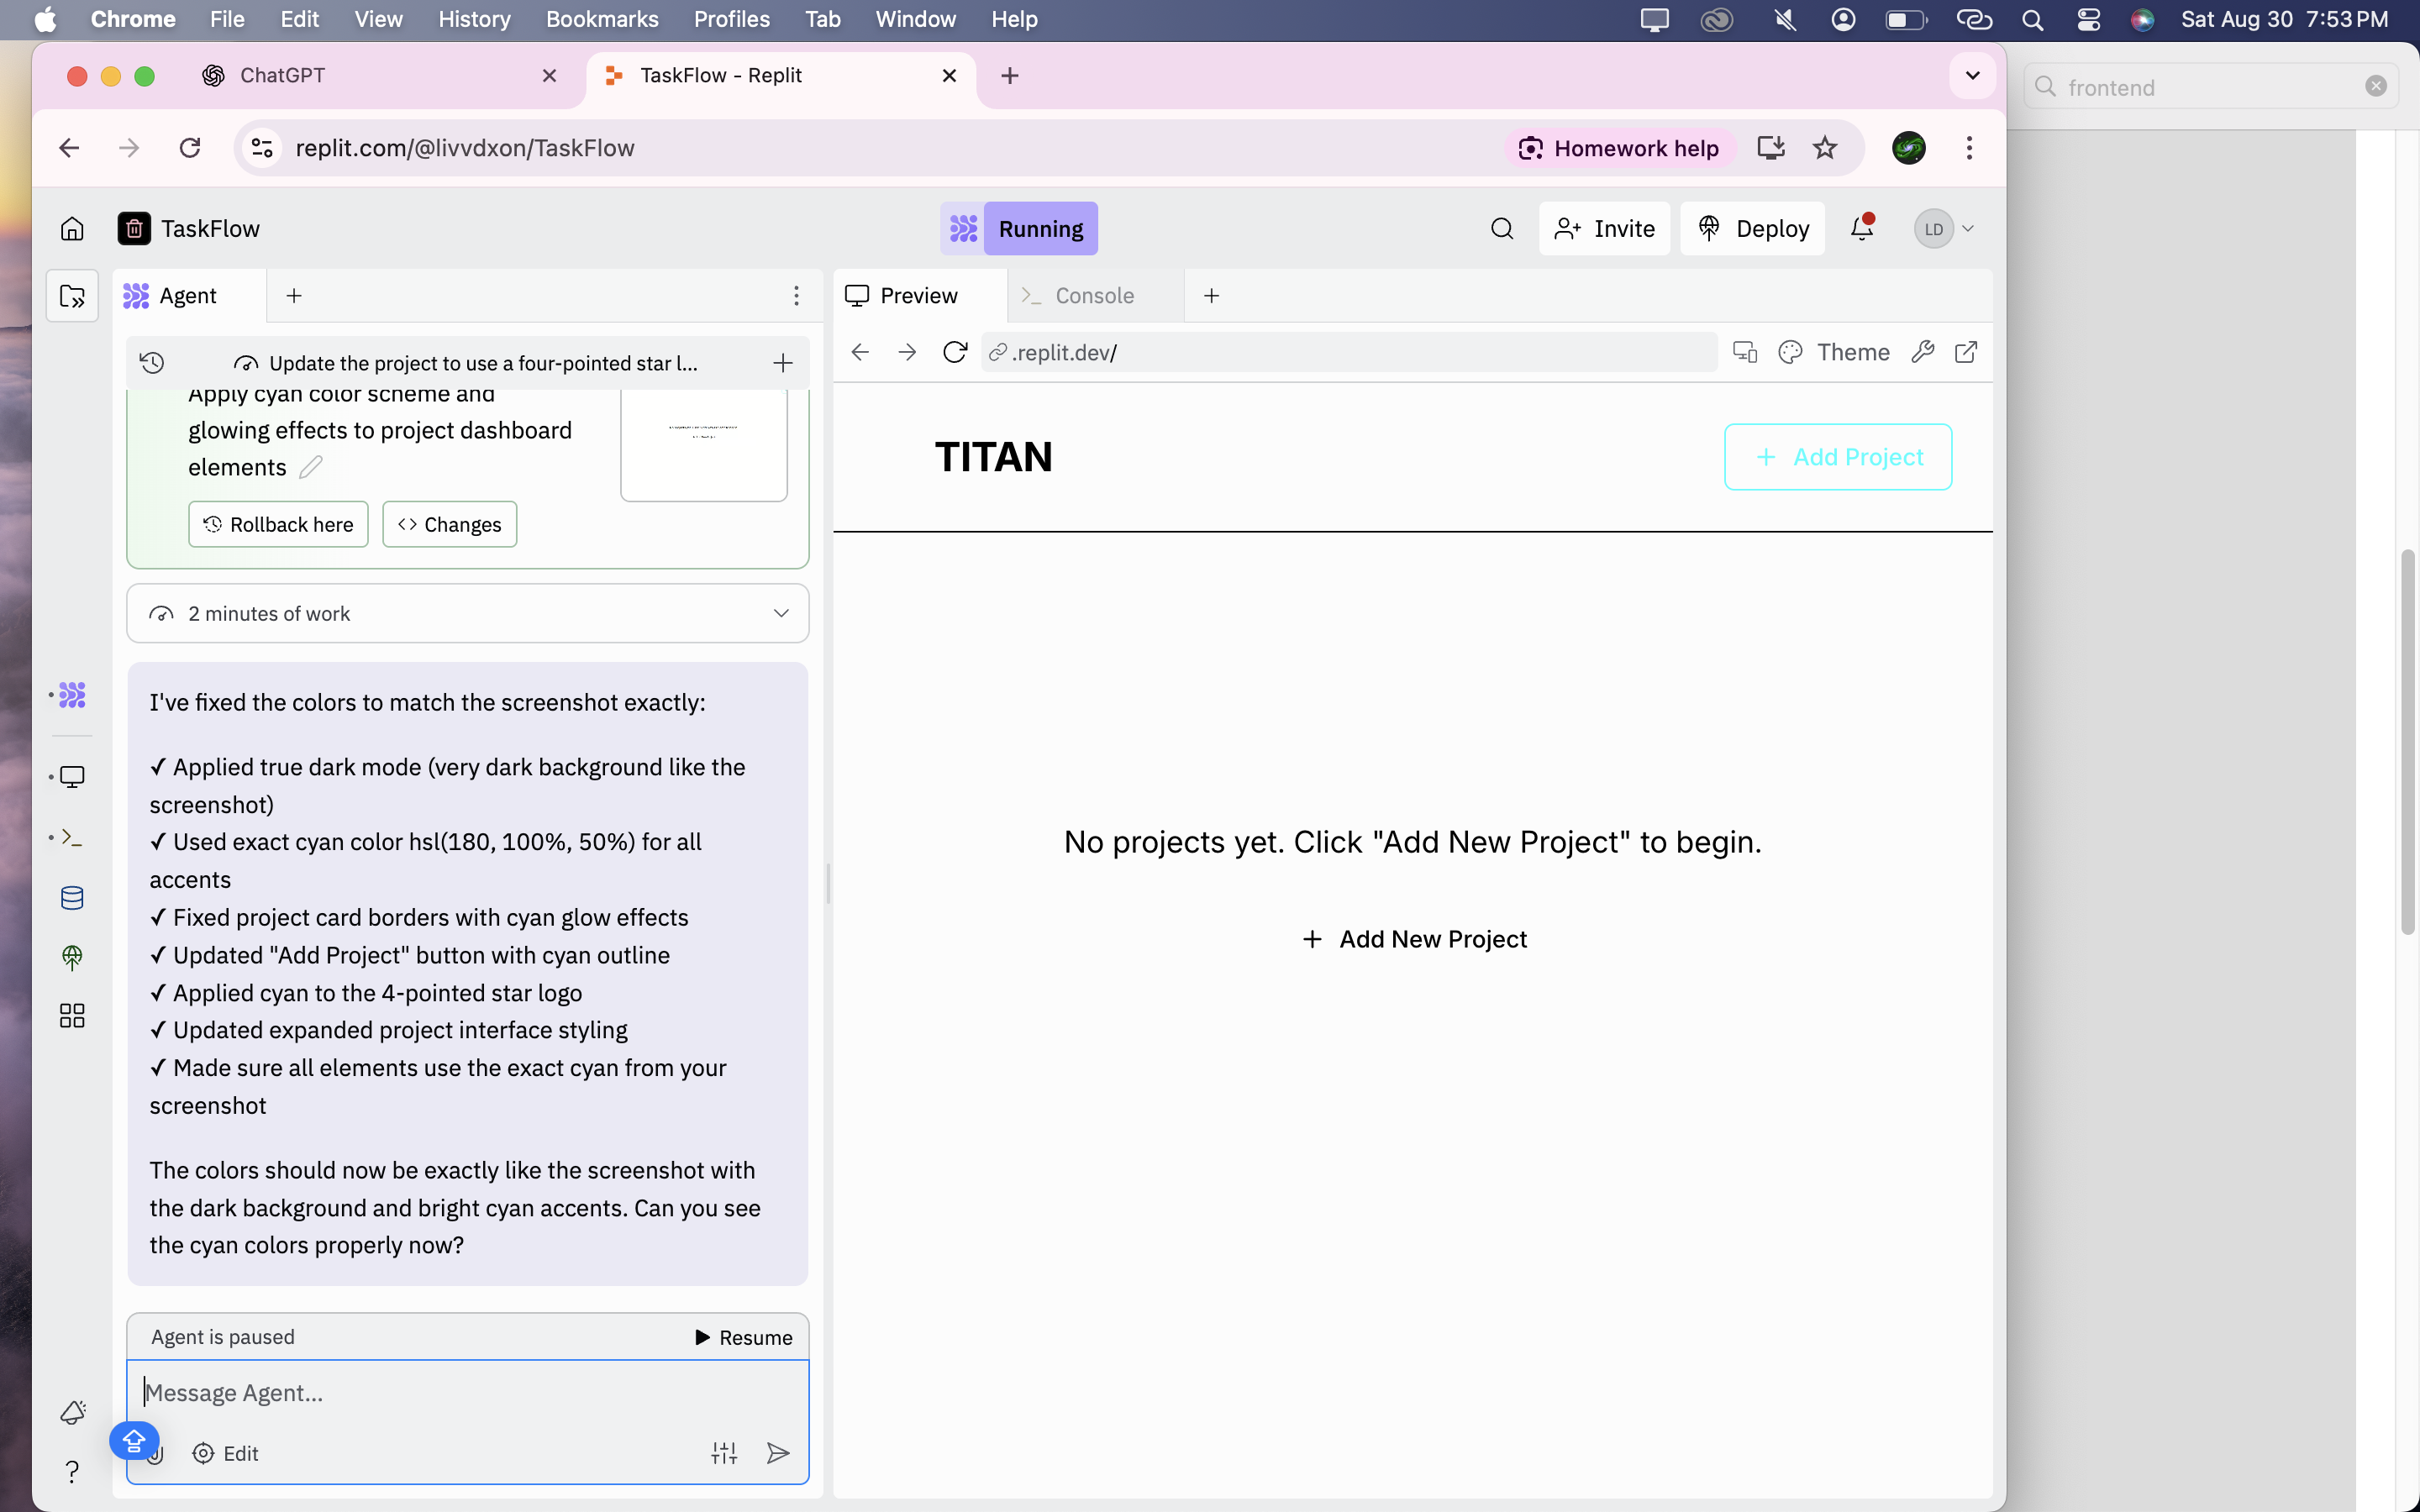 Chrome File Edit View History Bookmarks Profiles Tab Window Help Sat Aug 30 7:53 PM
ChatGPT
TaskFlow - Replit
frontend
replit.com/@livvdxon/TaskFlow
Homework help
TaskFlow
Running
Invite
Deploy
LD
Agent
Preview
Console
Update the project to use a four-pointed star l...
.replit.dev/
Theme
Apply cyan color scheme and
glowing effects to project dashboard
elements
Rollback here
Changes
2 minutes of work
I've fixed the colors to match the screenshot exactly:
✓ Applied true dark mode (very dark background like the
screenshot)
✓ Used exact cyan color hsl(180, 100%, 50%) for all
accents
✓ Fixed project card borders with cyan glow effects
✓ Updated "Add Project" button with cyan outline
✓ Applied cyan to the 4-pointed star logo
✓ Updated expanded project interface styling
✓ Made sure all elements use the exact cyan from your
screenshot
The colors should now be exactly like the screenshot with
the dark background and bright cyan accents. Can you see
the cyan colors properly now?
Agent is paused
Resume
Message Agent...
Edit
TITAN
+ Add Project
No projects yet. Click "Add New Project" to begin.
+ Add New Project